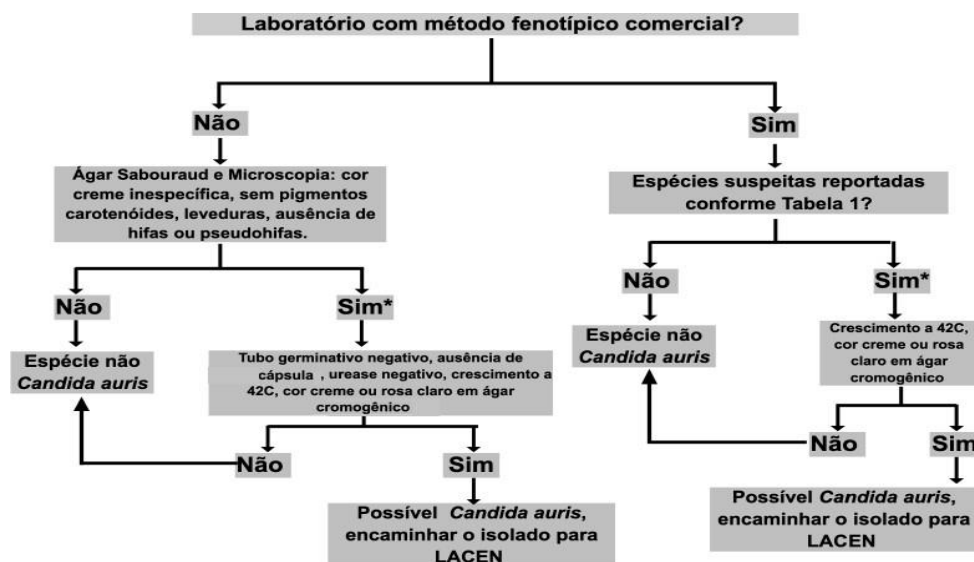 Laboratório com método fenotípico comercial?
Não
Sim
Ágar Sabouraud e Microscopia: cor
creme inespecífica, sem pigmentos
carotenóides, leveduras, ausência de
hifas ou pseudohifas.
Espécies suspeitas reportadas
conforme Tabela 1?
Não
Sim*
Não
Sim*
Espécie não
Candida auris
Tubo germinativo negativo, ausência de
cápsula , urease negativo, crescimento a
42C, cor creme ou rosa claro em ágar
cromogênico
Espécie não
Candida auris
Crescimento a 42C,
cor creme ou rosa
claro em ágar
cromogênico
Não
Sim
Não
Sim
Possível Candida auris,
encaminhar o isolado para
LACEN
Possível Candida auris,
encaminhar o isolado para
LACEN